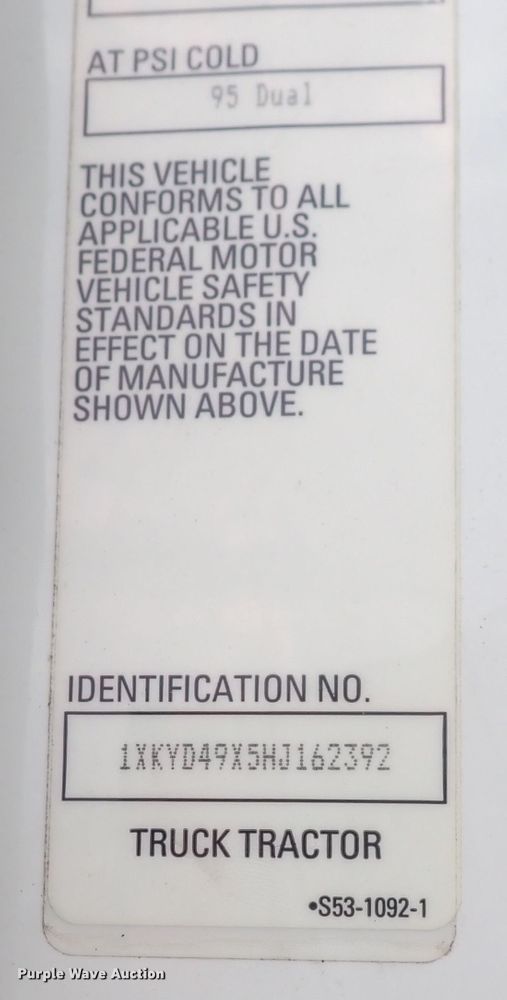 AT PSI COLD
95 Dual
THIS VEHICLE
CONFORMS TO ALL
APPLICABLE U.S.
FEDERAL MOTOR
VEHICLE SAFETY
STANDARDS IN
EFFECT ON THE DATE
OF MANUFACTURE
SHOWN ABOVE.
IDENTIFICATION NO.
1XKYD49X5HJ162392
TRUCK TRACTOR
•S53-1092-1
Purple Wave Auction